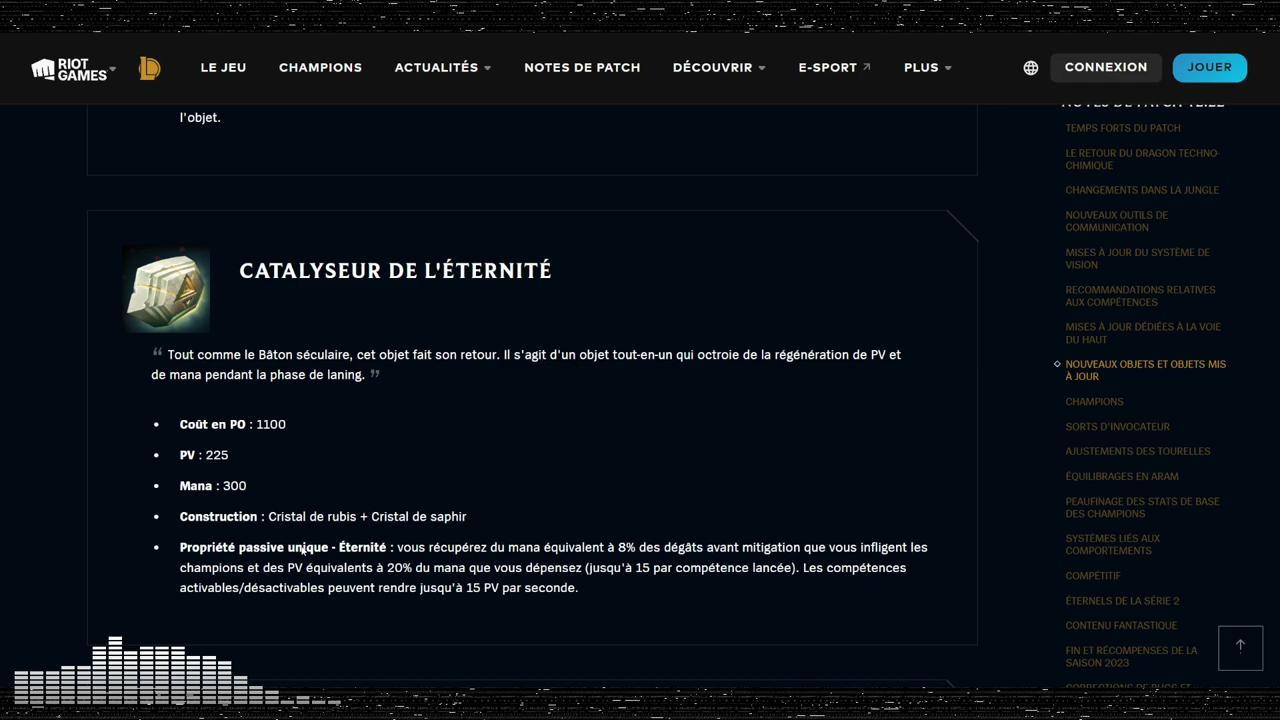 RIOT GAMES
LE JEU
CHAMPIONS
ACTUALITÉS
NOTES DE PATCH
DÉCOUVRIR
E-SPORT
PLUS
CONNEXION
JOUER
l'objet.
CATALYSEUR DE L'ÉTERNITÉ
“ Tout comme le Bâton séculaire, cet objet fait son retour. Il s'agit d'un objet tout-en-un qui octroie de la régénération de PV et
de mana pendant la phase de laning. ”
• Coût en PO : 1100
• PV : 225
• Mana : 300
• Construction : Cristal de rubis + Cristal de saphir
• Propriété passive unique - Éternité : vous récupérez du mana équivalent à 8% des dégâts avant mitigation que vous infligent les
champions et des PV équivalents à 20% du mana que vous dépensez (jusqu'à 15 par compétence lancée). Les compétences
activables/désactivables peuvent rendre jusqu'à 15 PV par seconde.
NOTES DE PATCH 12.22
TEMPS FORTS DU PATCH
LE RETOUR DU DRAGON TECHNO-
CHIMIQUE
CHANGEMENTS DANS LA JUNGLE
NOUVEAUX OUTILS DE
COMMUNICATION
MISES À JOUR DU SYSTÈME DE
VISION
RECOMMANDATIONS RELATIVES
AUX COMPÉTENCES
MISES À JOUR DÉDIÉES À LA VOIE
DU HAUT
NOUVEAUX OBJETS ET OBJETS MIS
À JOUR
CHAMPIONS
SORTS D'INVOCATEUR
AJUSTEMENTS DES TOURELLES
ÉQUILIBRAGES EN ARAM
PEAUFINAGE DES STATS DE BASE
DES CHAMPIONS
SYSTÈMES LIÉS AUX
COMPORTEMENTS
COMPÉTITIF
ÉTERNELS DE LA SÉRIE 2
CONTENU FANTASTIQUE
FIN ET RÉCOMPENSES DE LA
SAISON 2023
CORRECTIONS DE BUGS ET